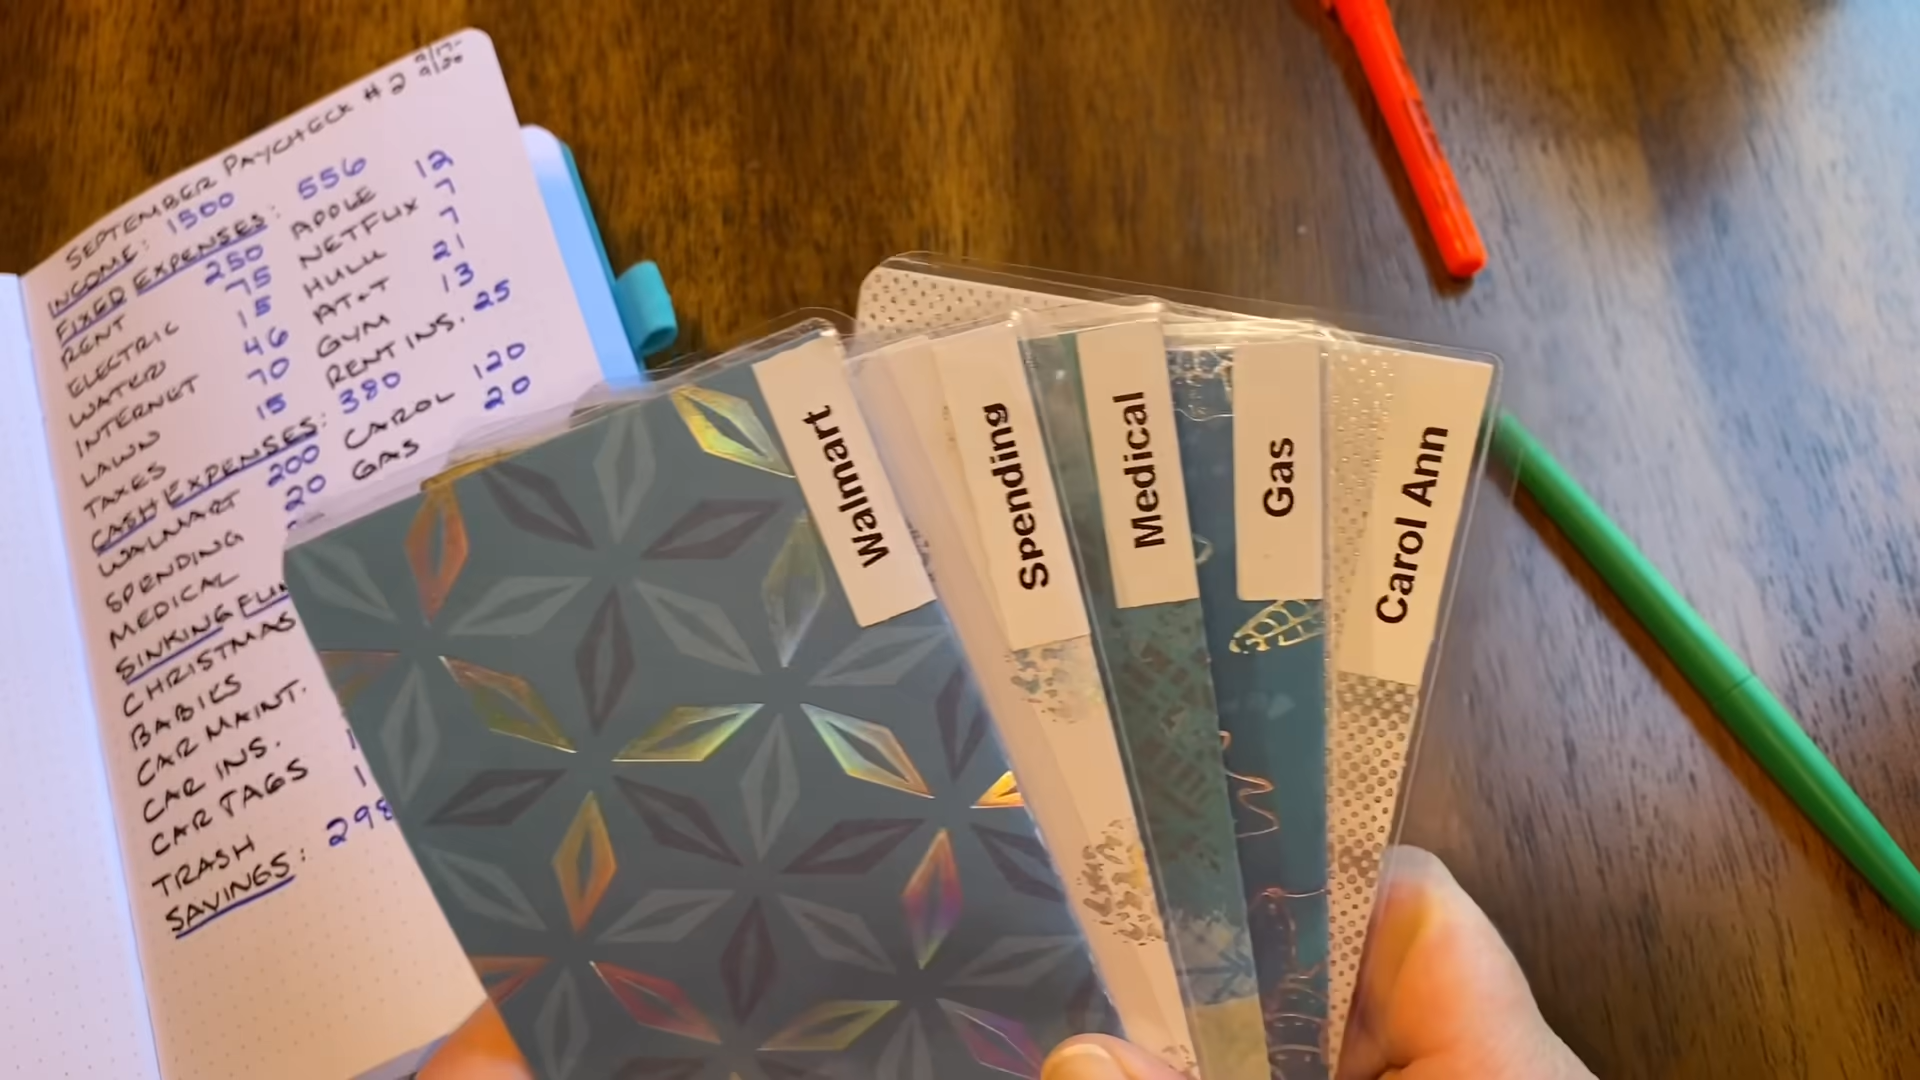 SEPTEMBER PAYCHECK #2 9/17- 9/30
INCOME: 1500
FIXED EXPENSES: 556
RENT 250 APPLE 12
ELECTRIC 75 NETFLIX 7
WATER 15 HULU 7
INTERNET 46 AT&T 21
LAWN 70 GYM 13
TAXES 15 RENT INS. 25
CASH EXPENSES: 380
WALMART 200 CAROL 120
SPENDING 20 GAS 20
MEDICAL
SINKING FUN
CHRISTMAS
BABIES
CAR MAINT.
CAR INS.
CAR TAGS
TRASH
SAVINGS: 298
Walmart
Spending
Medical
Gas
Carol Ann